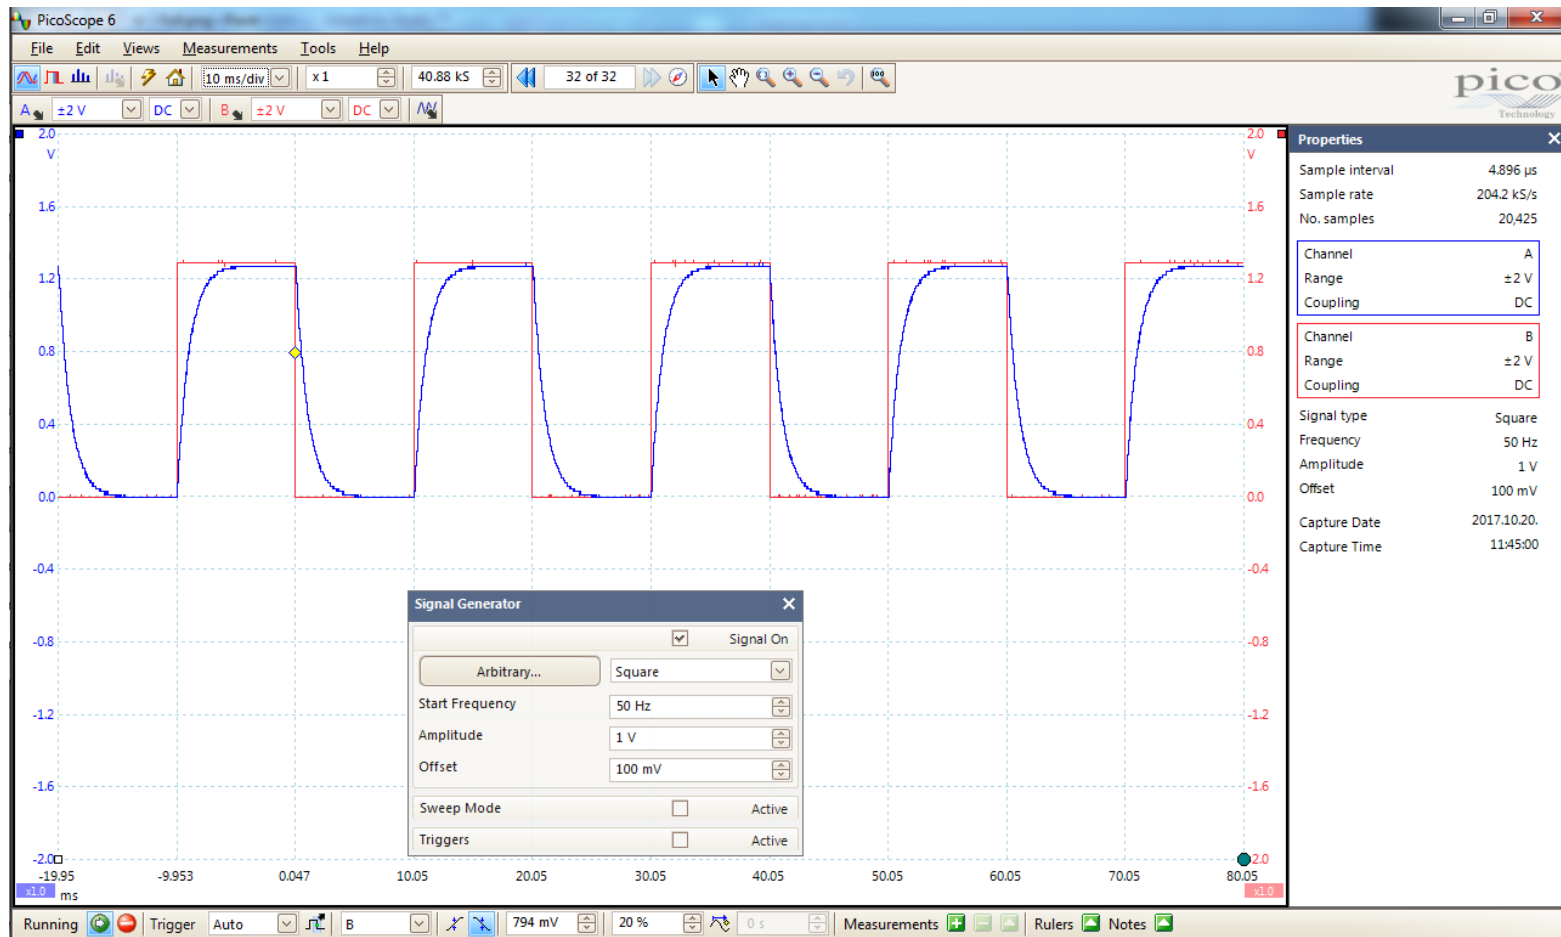 PicoScope 6
File Edit Views Measurements Tools Help
10 ms/div x 1 40.88 kS 32 of 32
pico
Technology
A ±2 V DC B ±2 V DC
2.0 2.0
V V
1.6 1.6
1.2 1.2
0.8 0.8
0.4 0.4
0.0 0.0
-0.4 -0.4
-0.8 -0.8
-1.2 -1.2
-1.6 -1.6
-2.0 2.0
-19.95 -9.953 0.047 10.05 20.05 30.05 40.05 50.05 60.05 70.05 80.05
x1.0 ms x1.0
Properties
Sample interval 4.896 µs
Sample rate 204.2 kS/s
No. samples 20,425
Channel A
Range ±2 V
Coupling DC
Channel B
Range ±2 V
Coupling DC
Signal type Square
Frequency 50 Hz
Amplitude 1 V
Offset 100 mV
Capture Date 2017.10.20.
Capture Time 11:45:00
Signal Generator
Signal On
Arbitrary... Square
Start Frequency 50 Hz
Amplitude 1 V
Offset 100 mV
Sweep Mode Active
Triggers Active
Running Trigger Auto B 794 mV 20 % 0 s Measurements Rulers Notes